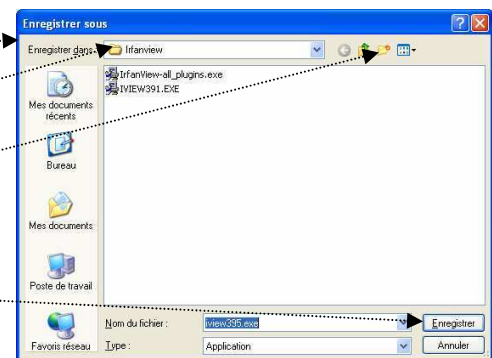 Enregistrer sous
Enregistrer dans : Irfanview
IrfanView-all_plugins.exe
IVIEW391.EXE
Mes documents
récents
Bureau
Mes documents
Poste de travail
Favoris réseau
Nom du fichier : iview395.exe Enregistrer
Type : Application Annuler